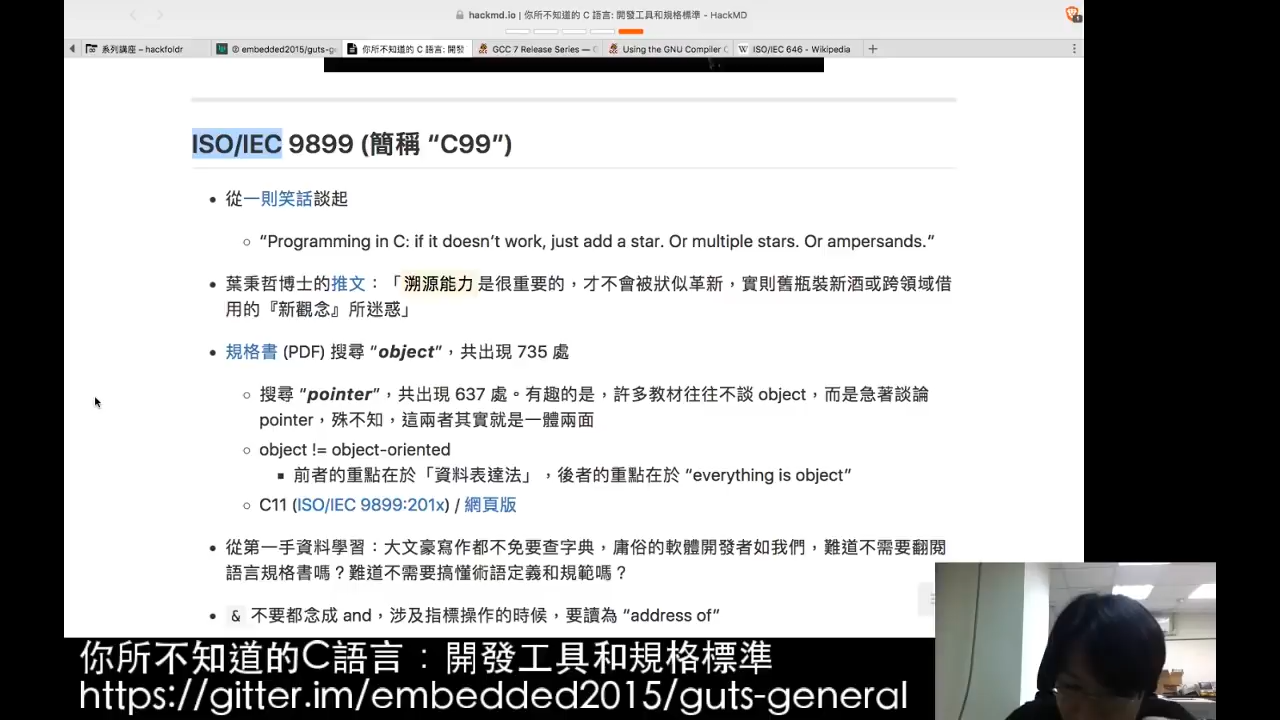 hackmd.io | 你所不知道的 C 語言: 開發工具和規格標準 - HackMD
系列講座 – hackfoldr
embedded2015/guts-g
你所不知道的 C 語言: 開發
GCC 7 Release Series —
Using the GNU Compiler C
ISO/IEC 646 - Wikipedia
ISO/IEC 9899 (簡稱 “C99”)
• 從一則笑話談起
◦ “Programming in C: if it doesn’t work, just add a star. Or multiple stars. Or ampersands.”
• 葉秉哲博士的推文：「溯源能力是很重要的，才不會被狀似革新，實則舊瓶裝新酒或跨領域借
用的『新觀念』所迷惑」
• 規格書 (PDF) 搜尋 “object”，共出現 735 處
◦ 搜尋 “pointer”，共出現 637 處。有趣的是，許多教材往往不談 object，而是急著談論
pointer，殊不知，這兩者其實就是一體兩面
◦ object != object-oriented
▪ 前者的重點在於「資料表達法」，後者的重點在於 “everything is object”
◦ C11 (ISO/IEC 9899:201x) / 網頁版
• 從第一手資料學習：大文豪寫作都不免要查字典，庸俗的軟體開發者如我們，難道不需要翻閱
語言規格書嗎？難道不需要搞懂術語定義和規範嗎？
• & 不要都念成 and，涉及指標操作的時候，要讀為 “address of”
你所不知道的C語言：開發工具和規格標準
https://gitter.im/embedded2015/guts-general